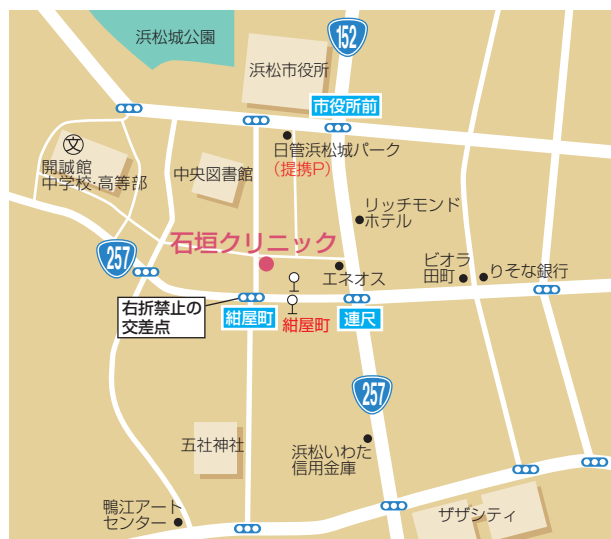 浜松城公園
152
浜松市役所
市役所前
文
開誠館
中学校・高等部
中央図書館
日管浜松城パーク
(提携P)
リッチモンド
ホテル
石垣クリニック
257
エネオス
ビオラ
田町
りそな銀行
右折禁止の
交差点
紺屋町
紺屋町
連尺
257
五社神社
浜松いわた
信用金庫
鴨江アート
センター
ザザシティ